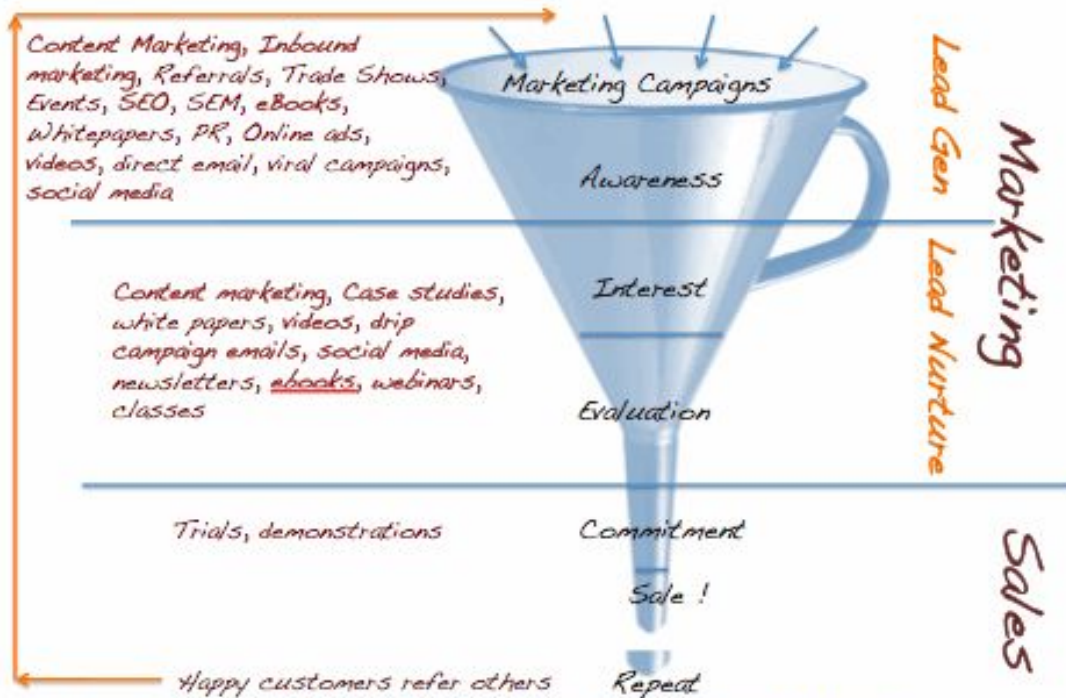 Content Marketing, Inbound
marketing, Referrals, Trade Shows,
Events, SEO, SEM, eBooks,
Whitepapers, PR, Online ads,
videos, direct email, viral campaigns,
social media
Marketing Campaigns
Awareness
Lead Gen
Marketing
Content marketing, Case studies,
white papers, videos, drip
campaign emails, social media,
newsletters, ebooks, webinars,
classes
Interest
Evaluation
Lead Nurture
Trials, demonstrations
Commitment
Sale !
Sales
Happy customers refer others
Repeat